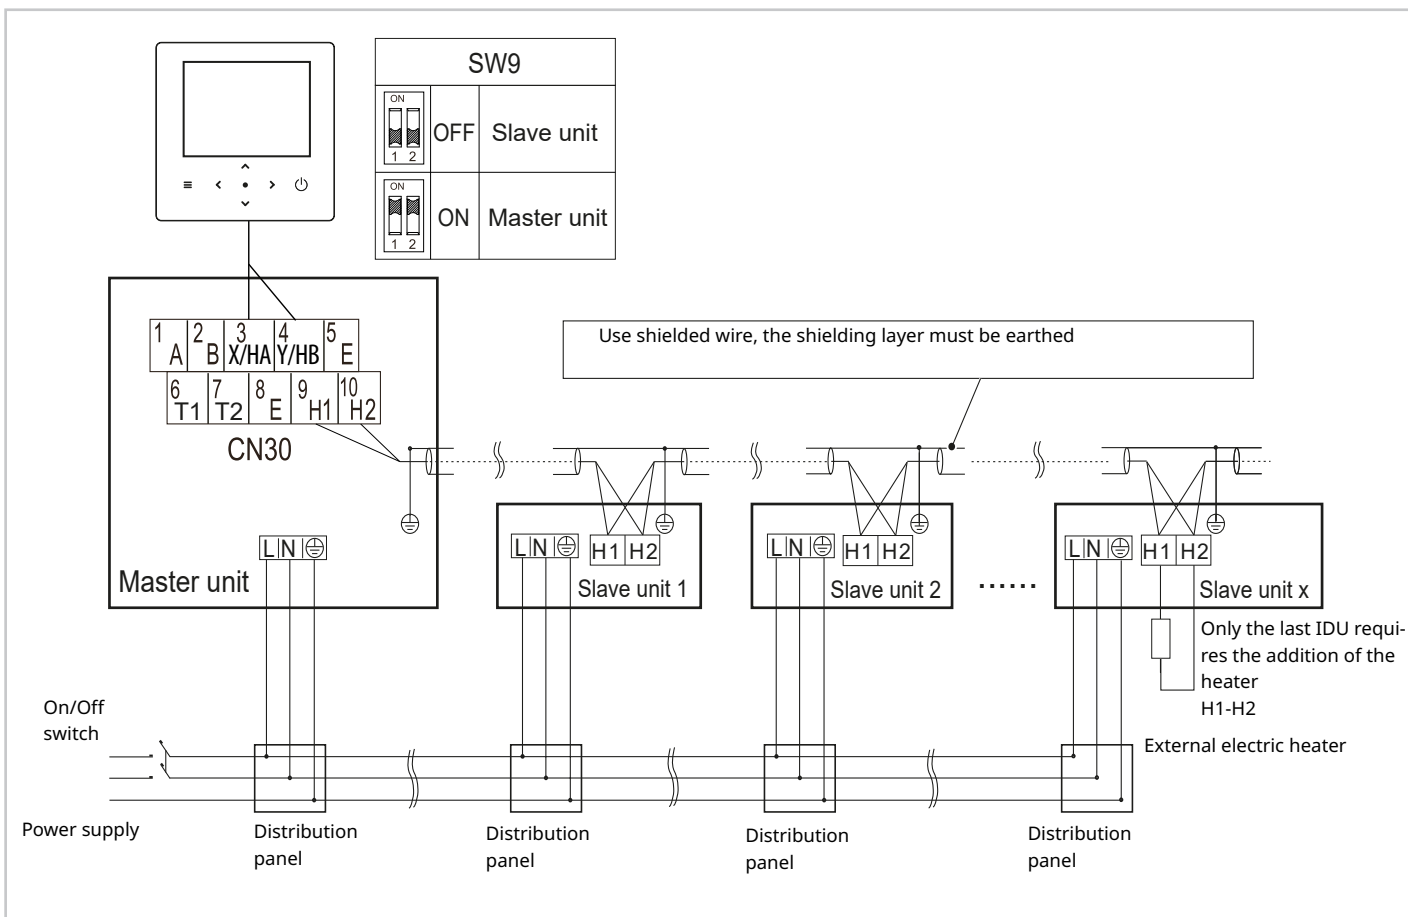 SW9
ON
1 2
OFF
Slave unit
ON
1 2
ON
Master unit
1 A
2 B
3 X/HA
4 Y/HB
5 E
6 T1
7 T2
8 E
9 H1
10 H2
CN30
Use shielded wire, the shielding layer must be earthed
L N
Master unit
L N
H1 H2
Slave unit 1
L N
H1 H2
Slave unit 2
......
L N
H1 H2
Slave unit x
Only the last IDU requi-
res the addition of the
heater
H1-H2
External electric heater
On/Off
switch
Power supply
Distribution
panel
Distribution
panel
Distribution
panel
Distribution
panel